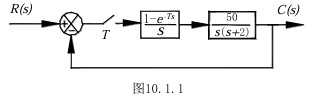 R(s)
T
1-e^{-Ts}
s
50
s(s+2)
C(s)
图10.1.1